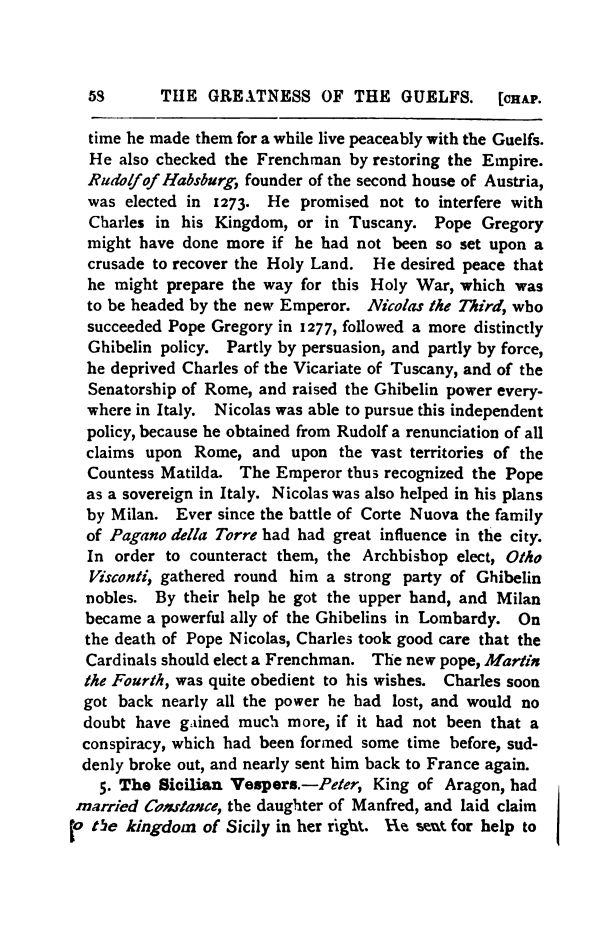 58 THE GREATNESS OF THE GUELFS. [CHAP.
time he made them for a while live peaceably with the Guelfs.
He also checked the Frenchman by restoring the Empire.
Rudolf of Habsburg, founder of the second house of Austria,
was elected in 1273. He promised not to interfere with
Charles in his Kingdom, or in Tuscany. Pope Gregory
might have done more if he had not been so set upon a
crusade to recover the Holy Land. He desired peace that
he might prepare the way for this Holy War, which was
to be headed by the new Emperor. Nicolas the Third, who
succeeded Pope Gregory in 1277, followed a more distinctly
Ghibelin policy. Partly by persuasion, and partly by force,
he deprived Charles of the Vicariate of Tuscany, and of the
Senatorship of Rome, and raised the Ghibelin power every-
where in Italy. Nicolas was able to pursue this independent
policy, because he obtained from Rudolf a renunciation of all
claims upon Rome, and upon the vast territories of the
Countess Matilda. The Emperor thus recognized the Pope
as a sovereign in Italy. Nicolas was also helped in his plans
by Milan. Ever since the battle of Corte Nuova the family
of Pagano della Torre had had great influence in the city.
In order to counteract them, the Archbishop elect, Otho
Visconti, gathered round him a strong party of Ghibelin
nobles. By their help he got the upper hand, and Milan
became a powerful ally of the Ghibelins in Lombardy. On
the death of Pope Nicolas, Charles took good care that the
Cardinals should elect a Frenchman. The new pope, Martin
the Fourth, was quite obedient to his wishes. Charles soon
got back nearly all the power he had lost, and would no
doubt have gained much more, if it had not been that a
conspiracy, which had been formed some time before, sud-
denly broke out, and nearly sent him back to France again.
5. The Sicilian Vespers.—Peter, King of Aragon, had
married Constance, the daughter of Manfred, and laid claim
to the kingdom of Sicily in her right. He sent for help to